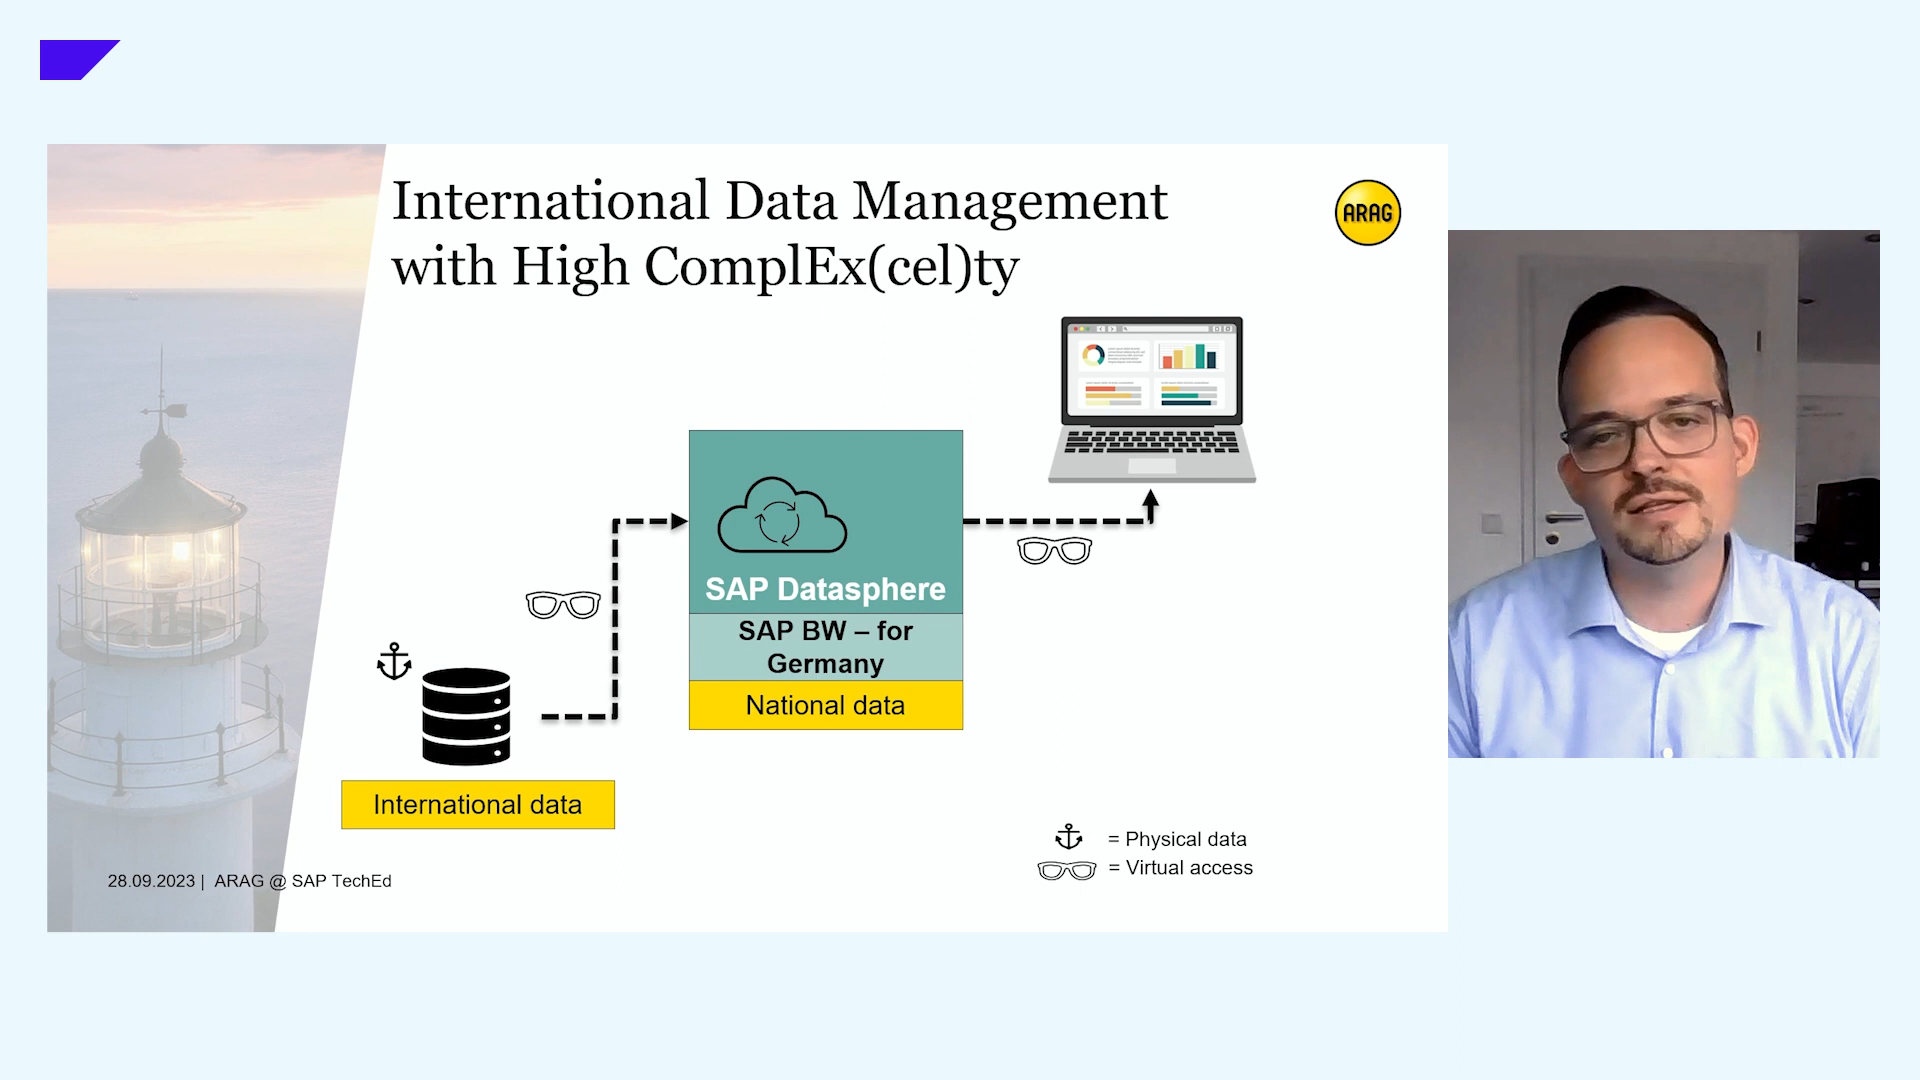 International Data Management
with High ComplEx(cel)ty
ARAG
SAP Datasphere
SAP BW – for
Germany
National data
International data
= Physical data
= Virtual access
28.09.2023 | ARAG @ SAP TechEd